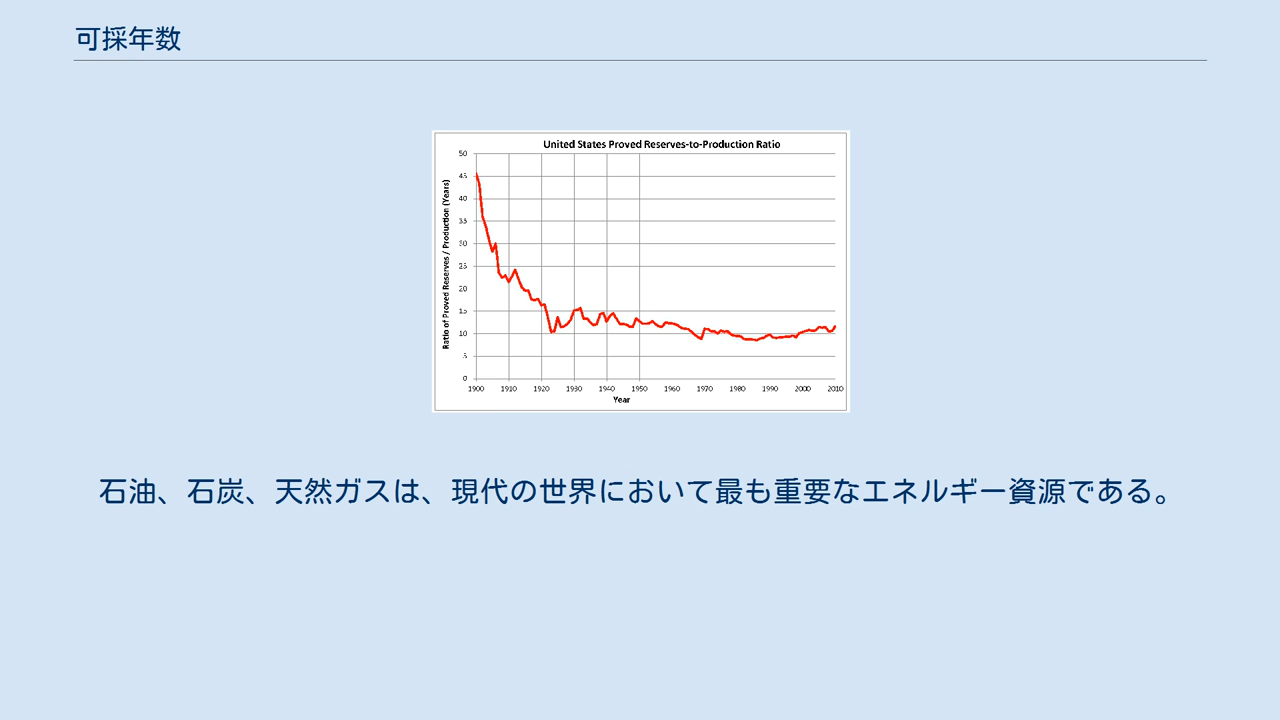 可採年数
United States Proved Reserves-to-Production Ratio
Ratio of Proved Reserves / Production (Years)
50
45
40
35
30
25
20
15
10
5
0
1900 1910 1920 1930 1940 1950 1960 1970 1980 1990 2000 2010
Year
石油、石炭、天然ガスは、現代の世界において最も重要なエネルギー資源である。